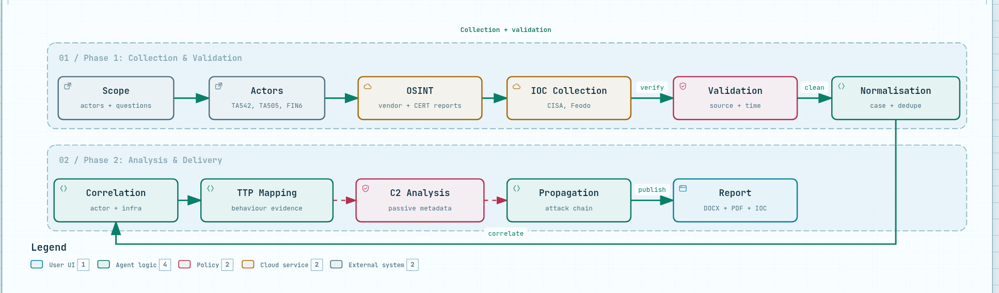 Collection + validation
01 / Phase 1: Collection & Validation
Scope
actors + questions
Actors
TA542, TA505, FIN6
OSINT
vendor + CERT reports
IOC Collection
CISA, Feodo
verify
Validation
source + time
clean
Normalisation
case + dedupe
02 / Phase 2: Analysis & Delivery
Correlation
actor + infra
TTP Mapping
behaviour evidence
C2 Analysis
passive metadata
Propagation
attack chain
publish
Report
DOCX + PDF + IOC
correlate
Legend
User UI 1 Agent logic 4 Policy 2 Cloud service 2 External system 2